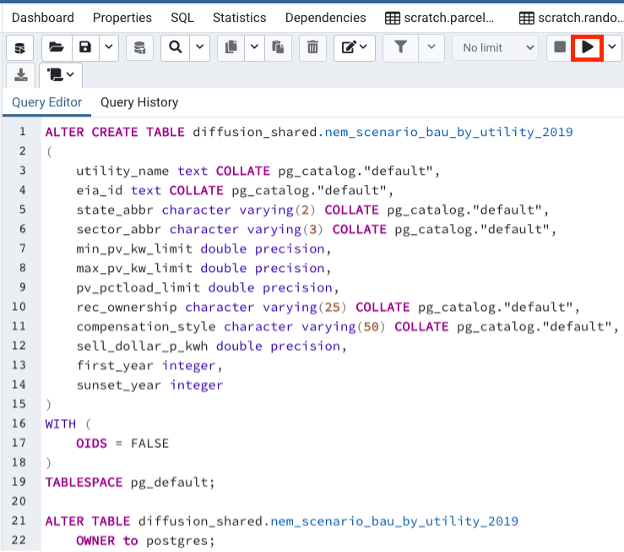 Dashboard Properties SQL Statistics Dependencies scratch.parcel... scratch.rando...
No limit
Query Editor Query History
1 ALTER CREATE TABLE diffusion_shared.nem_scenario_bau_by_utility_2019
2 (
3 utility_name text COLLATE pg_catalog."default",
4 eia_id text COLLATE pg_catalog."default",
5 state_abbr character varying(2) COLLATE pg_catalog."default",
6 sector_abbr character varying(3) COLLATE pg_catalog."default",
7 min_pv_kw_limit double precision,
8 max_pv_kw_limit double precision,
9 pv_pctload_limit double precision,
10 rec_ownership character varying(25) COLLATE pg_catalog."default",
11 compensation_style character varying(50) COLLATE pg_catalog."default",
12 sell_dollar_p_kwh double precision,
13 first_year integer,
14 sunset_year integer
15 )
16 WITH (
17 OIDS = FALSE
18 )
19 TABLESPACE pg_default;
20
21 ALTER TABLE diffusion_shared.nem_scenario_bau_by_utility_2019
22 OWNER to postgres;